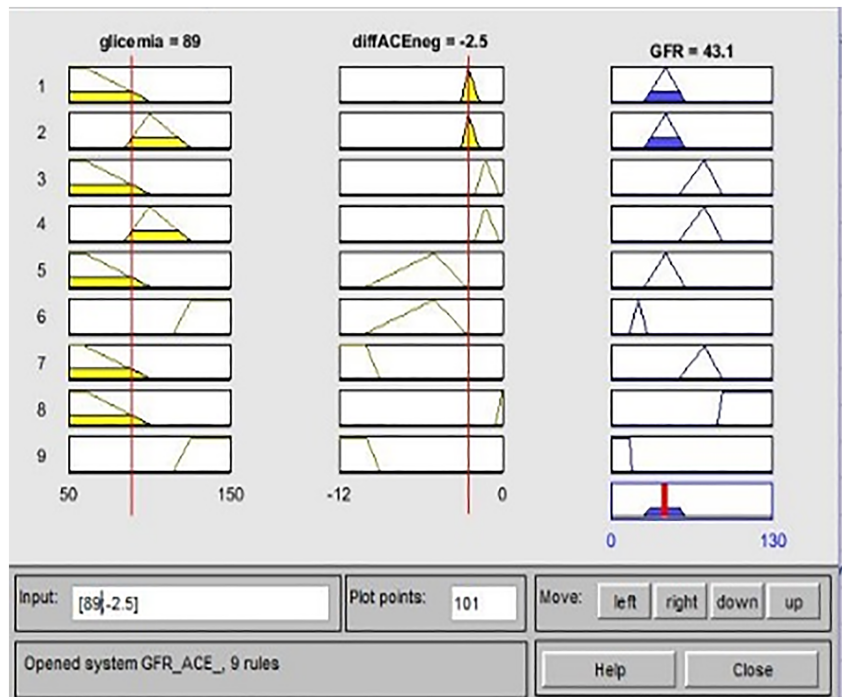 glicemia = 89
diffACEneg = -2.5
GFR = 43.1
1
2
3
4
5
6
7
8
9
50
150
-12
0
0
130
Input:
[89;-2.5]
Plot points:
101
Move:
left
right
down
up
Opened system GFR_ACE_, 9 rules
Help
Close